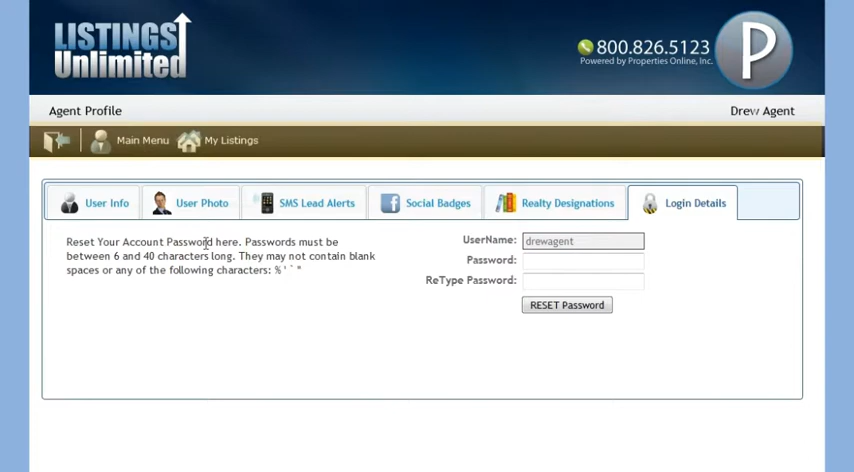 LISTINGS
Unlimited
800.826.5123
Powered by Properties Online, Inc.
P
Agent Profile
Drew Agent
Main Menu
My Listings
User Info
User Photo
SMS Lead Alerts
Social Badges
Realty Designations
Login Details
Reset Your Account Password here. Passwords must be
between 6 and 40 characters long. They may not contain blank
spaces or any of the following characters: % ' ` "
UserName:
drewagent
Password:
ReType Password:
RESET Password